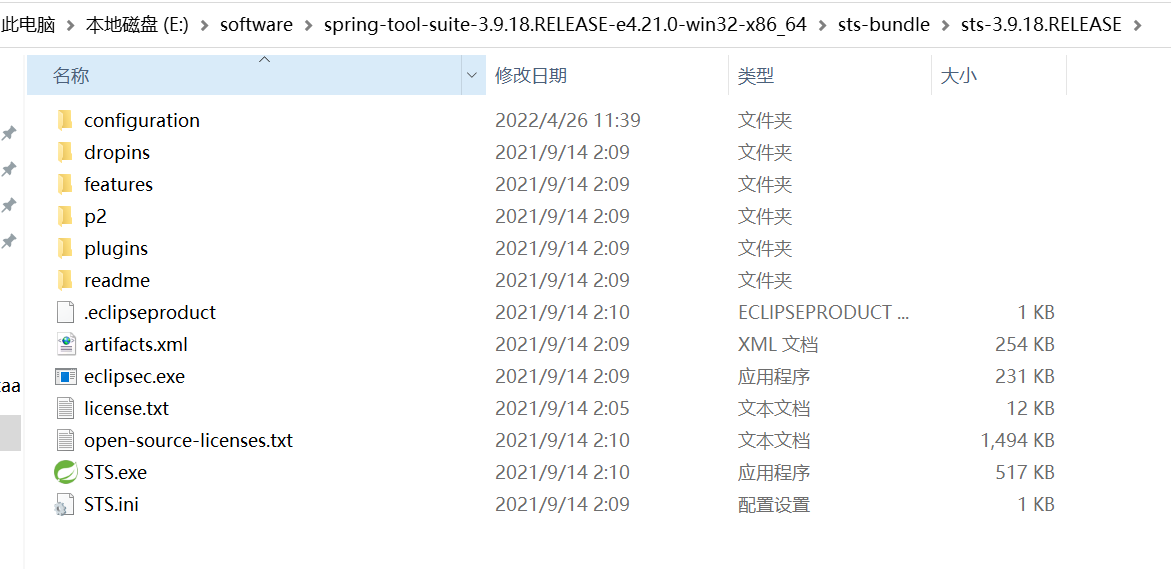 此电脑 > 本地磁盘 (E:) > software > spring-tool-suite-3.9.18.RELEASE-e4.21.0-win32-x86_64 > sts-bundle > sts-3.9.18.RELEASE >
名称 修改日期 类型 大小
configuration 2022/4/26 11:39 文件夹
dropins 2021/9/14 2:09 文件夹
features 2021/9/14 2:09 文件夹
p2 2021/9/14 2:09 文件夹
plugins 2021/9/14 2:09 文件夹
readme 2021/9/14 2:09 文件夹
.eclipseproduct 2021/9/14 2:10 ECLIPSEPRODUCT ... 1 KB
artifacts.xml 2021/9/14 2:09 XML 文档 254 KB
eclipsec.exe 2021/9/14 2:09 应用程序 231 KB
license.txt 2021/9/14 2:05 文本文档 12 KB
open-source-licenses.txt 2021/9/14 2:10 文本文档 1,494 KB
STS.exe 2021/9/14 2:10 应用程序 517 KB
STS.ini 2021/9/14 2:09 配置设置 1 KB